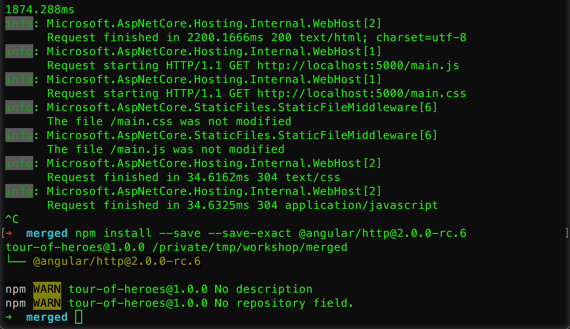 1874.288ms
info: Microsoft.AspNetCore.Hosting.Internal.WebHost[2]
Request finished in 2200.1666ms 200 text/html; charset=utf-8
info: Microsoft.AspNetCore.Hosting.Internal.WebHost[1]
Request starting HTTP/1.1 GET http://localhost:5000/main.js
info: Microsoft.AspNetCore.Hosting.Internal.WebHost[1]
Request starting HTTP/1.1 GET http://localhost:5000/main.css
info: Microsoft.AspNetCore.StaticFiles.StaticFileMiddleware[6]
The file /main.css was not modified
info: Microsoft.AspNetCore.StaticFiles.StaticFileMiddleware[6]
The file /main.js was not modified
info: Microsoft.AspNetCore.Hosting.Internal.WebHost[2]
Request finished in 34.6162ms 304 text/css
info: Microsoft.AspNetCore.Hosting.Internal.WebHost[2]
Request finished in 34.6325ms 304 application/javascript
^C
[➜ merged npm install --save --save-exact @angular/http@2.0.0-rc.6 ]
tour-of-heroes@1.0.0 /private/tmp/workshop/merged
└── @angular/http@2.0.0-rc.6
npm WARN tour-of-heroes@1.0.0 No description
npm WARN tour-of-heroes@1.0.0 No repository field.
➜ merged